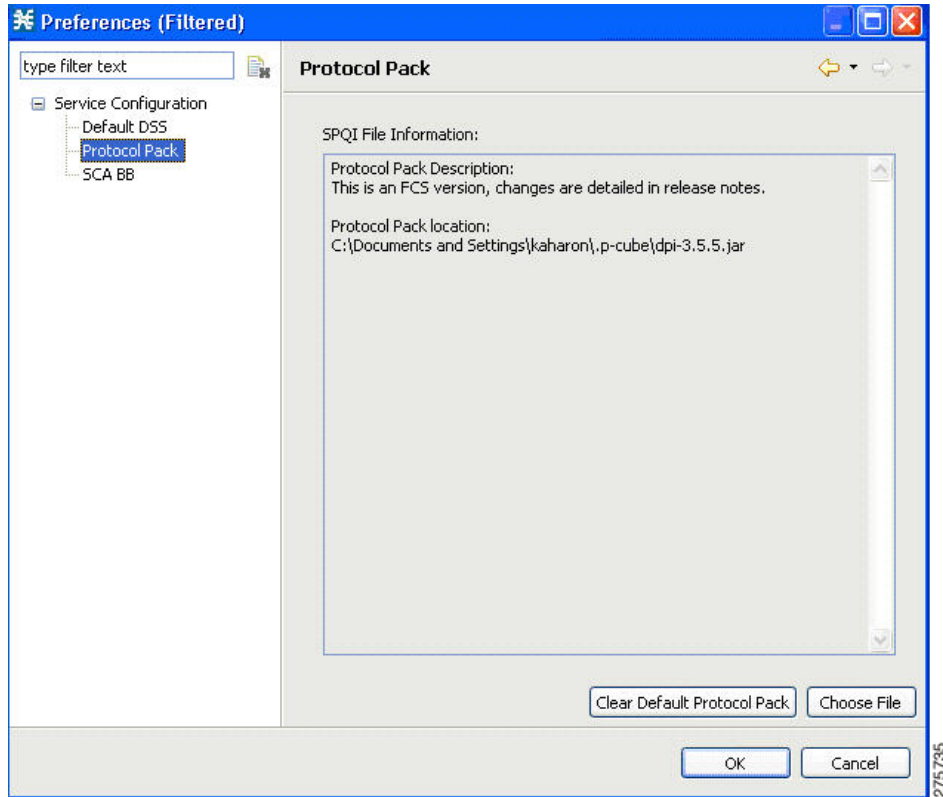 Preferences (Filtered)
type filter text
Protocol Pack
Service Configuration
Default DSS
Protocol Pack
SCA BB
SPQI File Information:
Protocol Pack Description:
This is an FCS version, changes are detailed in release notes.
Protocol Pack location:
C:\Documents and Settings\kaharon\.p-cube\dpi-3.5.5.jar
Clear Default Protocol Pack
Choose File
OK
Cancel
275735